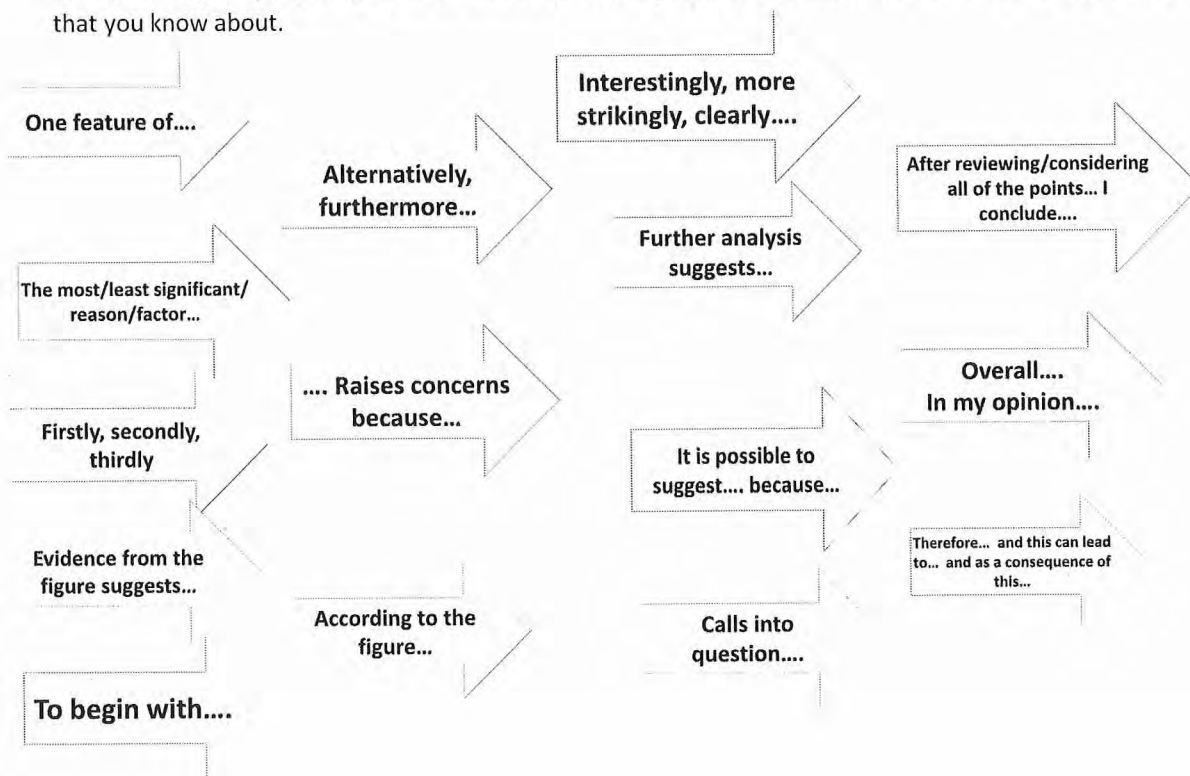 that you know about.
One feature of....
The most/least significant/
reason/factor...
Firstly, secondly,
thirdly
Evidence from the
figure suggests...
To begin with....
Alternatively,
furthermore...
.... Raises concerns
because...
According to the
figure...
Interestingly, more
strikingly, clearly....
Further analysis
suggests...
It is possible to
suggest.... because...
Calls into
question....
After reviewing/considering
all of the points... I
conclude....
Overall....
In my opinion....
Therefore... and this can lead
to... and as a consequence of
this...